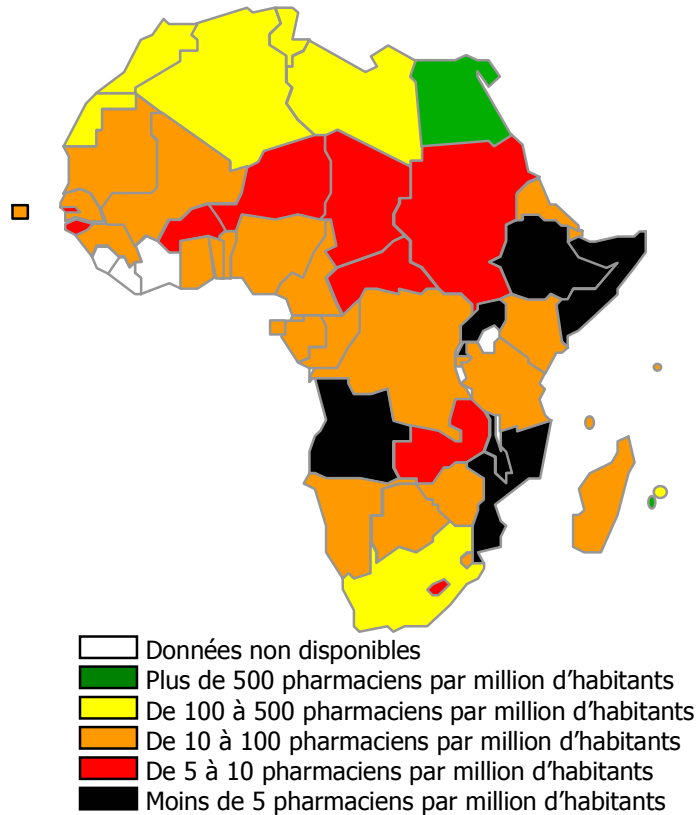 Données non disponibles
Plus de 500 pharmaciens par million d’habitants
De 100 à 500 pharmaciens par million d’habitants
De 10 à 100 pharmaciens par million d’habitants
De 5 à 10 pharmaciens par million d’habitants
Moins de 5 pharmaciens par million d’habitants